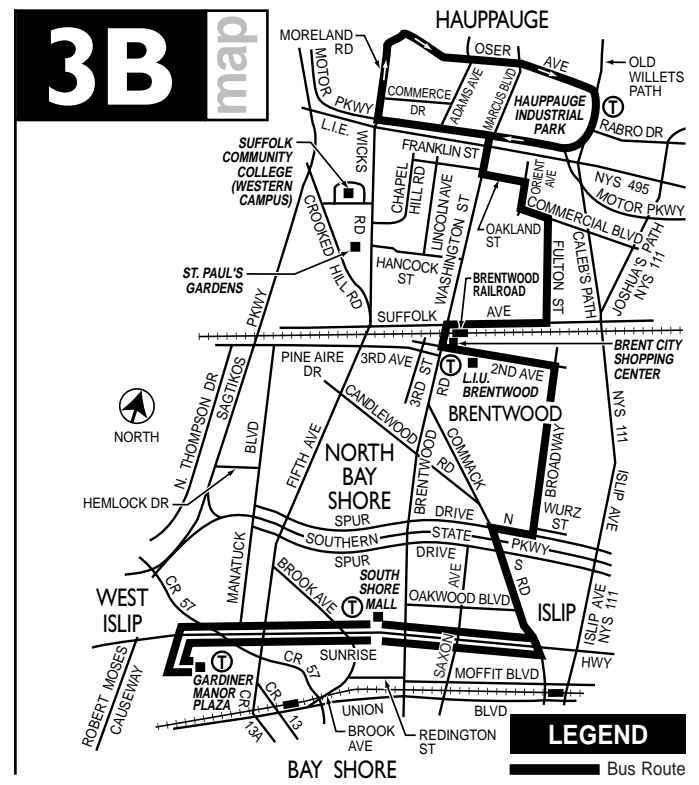 3B
map
HAUPPAUGE
MORELAND
RD
OSER
AVE
OLD
WILLETS
PATH
MOTOR
PKWY
COMMERCE
DR
ADAMS AVE
MARCUS BLVD
HAUPPAUGE
INDUSTRIAL
PARK
T
RABRO DR
L.I.E.
WICKS
RD
FRANKLIN ST
SUFFOLK
COMMUNITY
COLLEGE
(WESTERN
CAMPUS)
CHAPEL
HILL RD
LINCOLN AVE
WASHINGTON ST
ORIENT
AVE
NYS 495
MOTOR PKWY
COMMERCIAL BLVD
OAKLAND
ST
CROOKED
HILL RD
ST. PAUL'S
GARDENS
HANCOCK
ST
FULTON ST
CALEB'S PATH
JOSHUA'S PATH
NYS 111
BRENTWOOD
RAILROAD
SUFFOLK
AVE
PKWY
SAGTIKOS
BRENT CITY
SHOPPING
CENTER
PINE AIRE
DR
3RD AVE
3RD ST
T
RD
L.I.U.
BRENTWOOD
2ND AVE
BRENTWOOD
NORTH
N. THOMPSON DR
BLVD
FIFTH AVE
CANDLEWOOD
RD
COMMACK
NYS 111
NORTH
BAY
SHORE
BRENTWOOD
BROADWAY
ISLIP AVE
HEMLOCK DR
WURZ
ST
SPUR
DRIVE
N
SOUTHERN
STATE
PKWY
SPUR
DRIVE
S
RD
MANATUCK
BROOK AVE
SOUTH
SHORE
MALL
T
AVE
SAXON
OAKWOOD BLVD
ISLIP
ISLIP AVE
NYS 111
WEST
ISLIP
CR 57
SUNRISE
HWY
ROBERT MOSES
CAUSEWAY
T
GARDINER
MANOR
PLAZA
CR 57
MOFFIT BLVD
CR
13A
CR
13
UNION
BLVD
BROOK
AVE
REDINGTON
ST
BAY SHORE
LEGEND
Bus Route